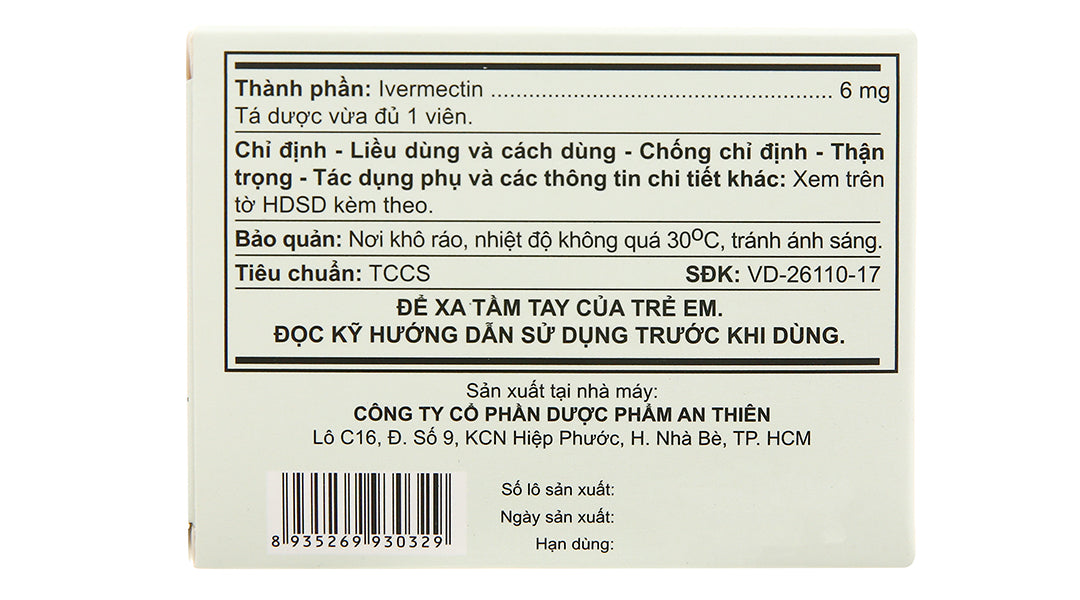 Thành phần: Ivermectin ................................................... 6 mg
Tá dược vừa đủ 1 viên.
Chỉ định - Liều dùng và cách dùng - Chống chỉ định - Thận
trọng - Tác dụng phụ và các thông tin chi tiết khác: Xem trên
tờ HDSD kèm theo.
Bảo quản: Nơi khô ráo, nhiệt độ không quá 30ºC, tránh ánh sáng.
Tiêu chuẩn: TCCS SĐK: VD-26110-17
ĐỂ XA TẦM TAY CỦA TRẺ EM.
ĐỌC KỸ HƯỚNG DẪN SỬ DỤNG TRƯỚC KHI DÙNG.
Sản xuất tại nhà máy:
CÔNG TY CỔ PHẦN DƯỢC PHẨM AN THIÊN
Lô C16, Đ. Số 9, KCN Hiệp Phước, H. Nhà Bè, TP. HCM
Số lô sản xuất:
Ngày sản xuất:
Hạn dùng:
8 935269 930329